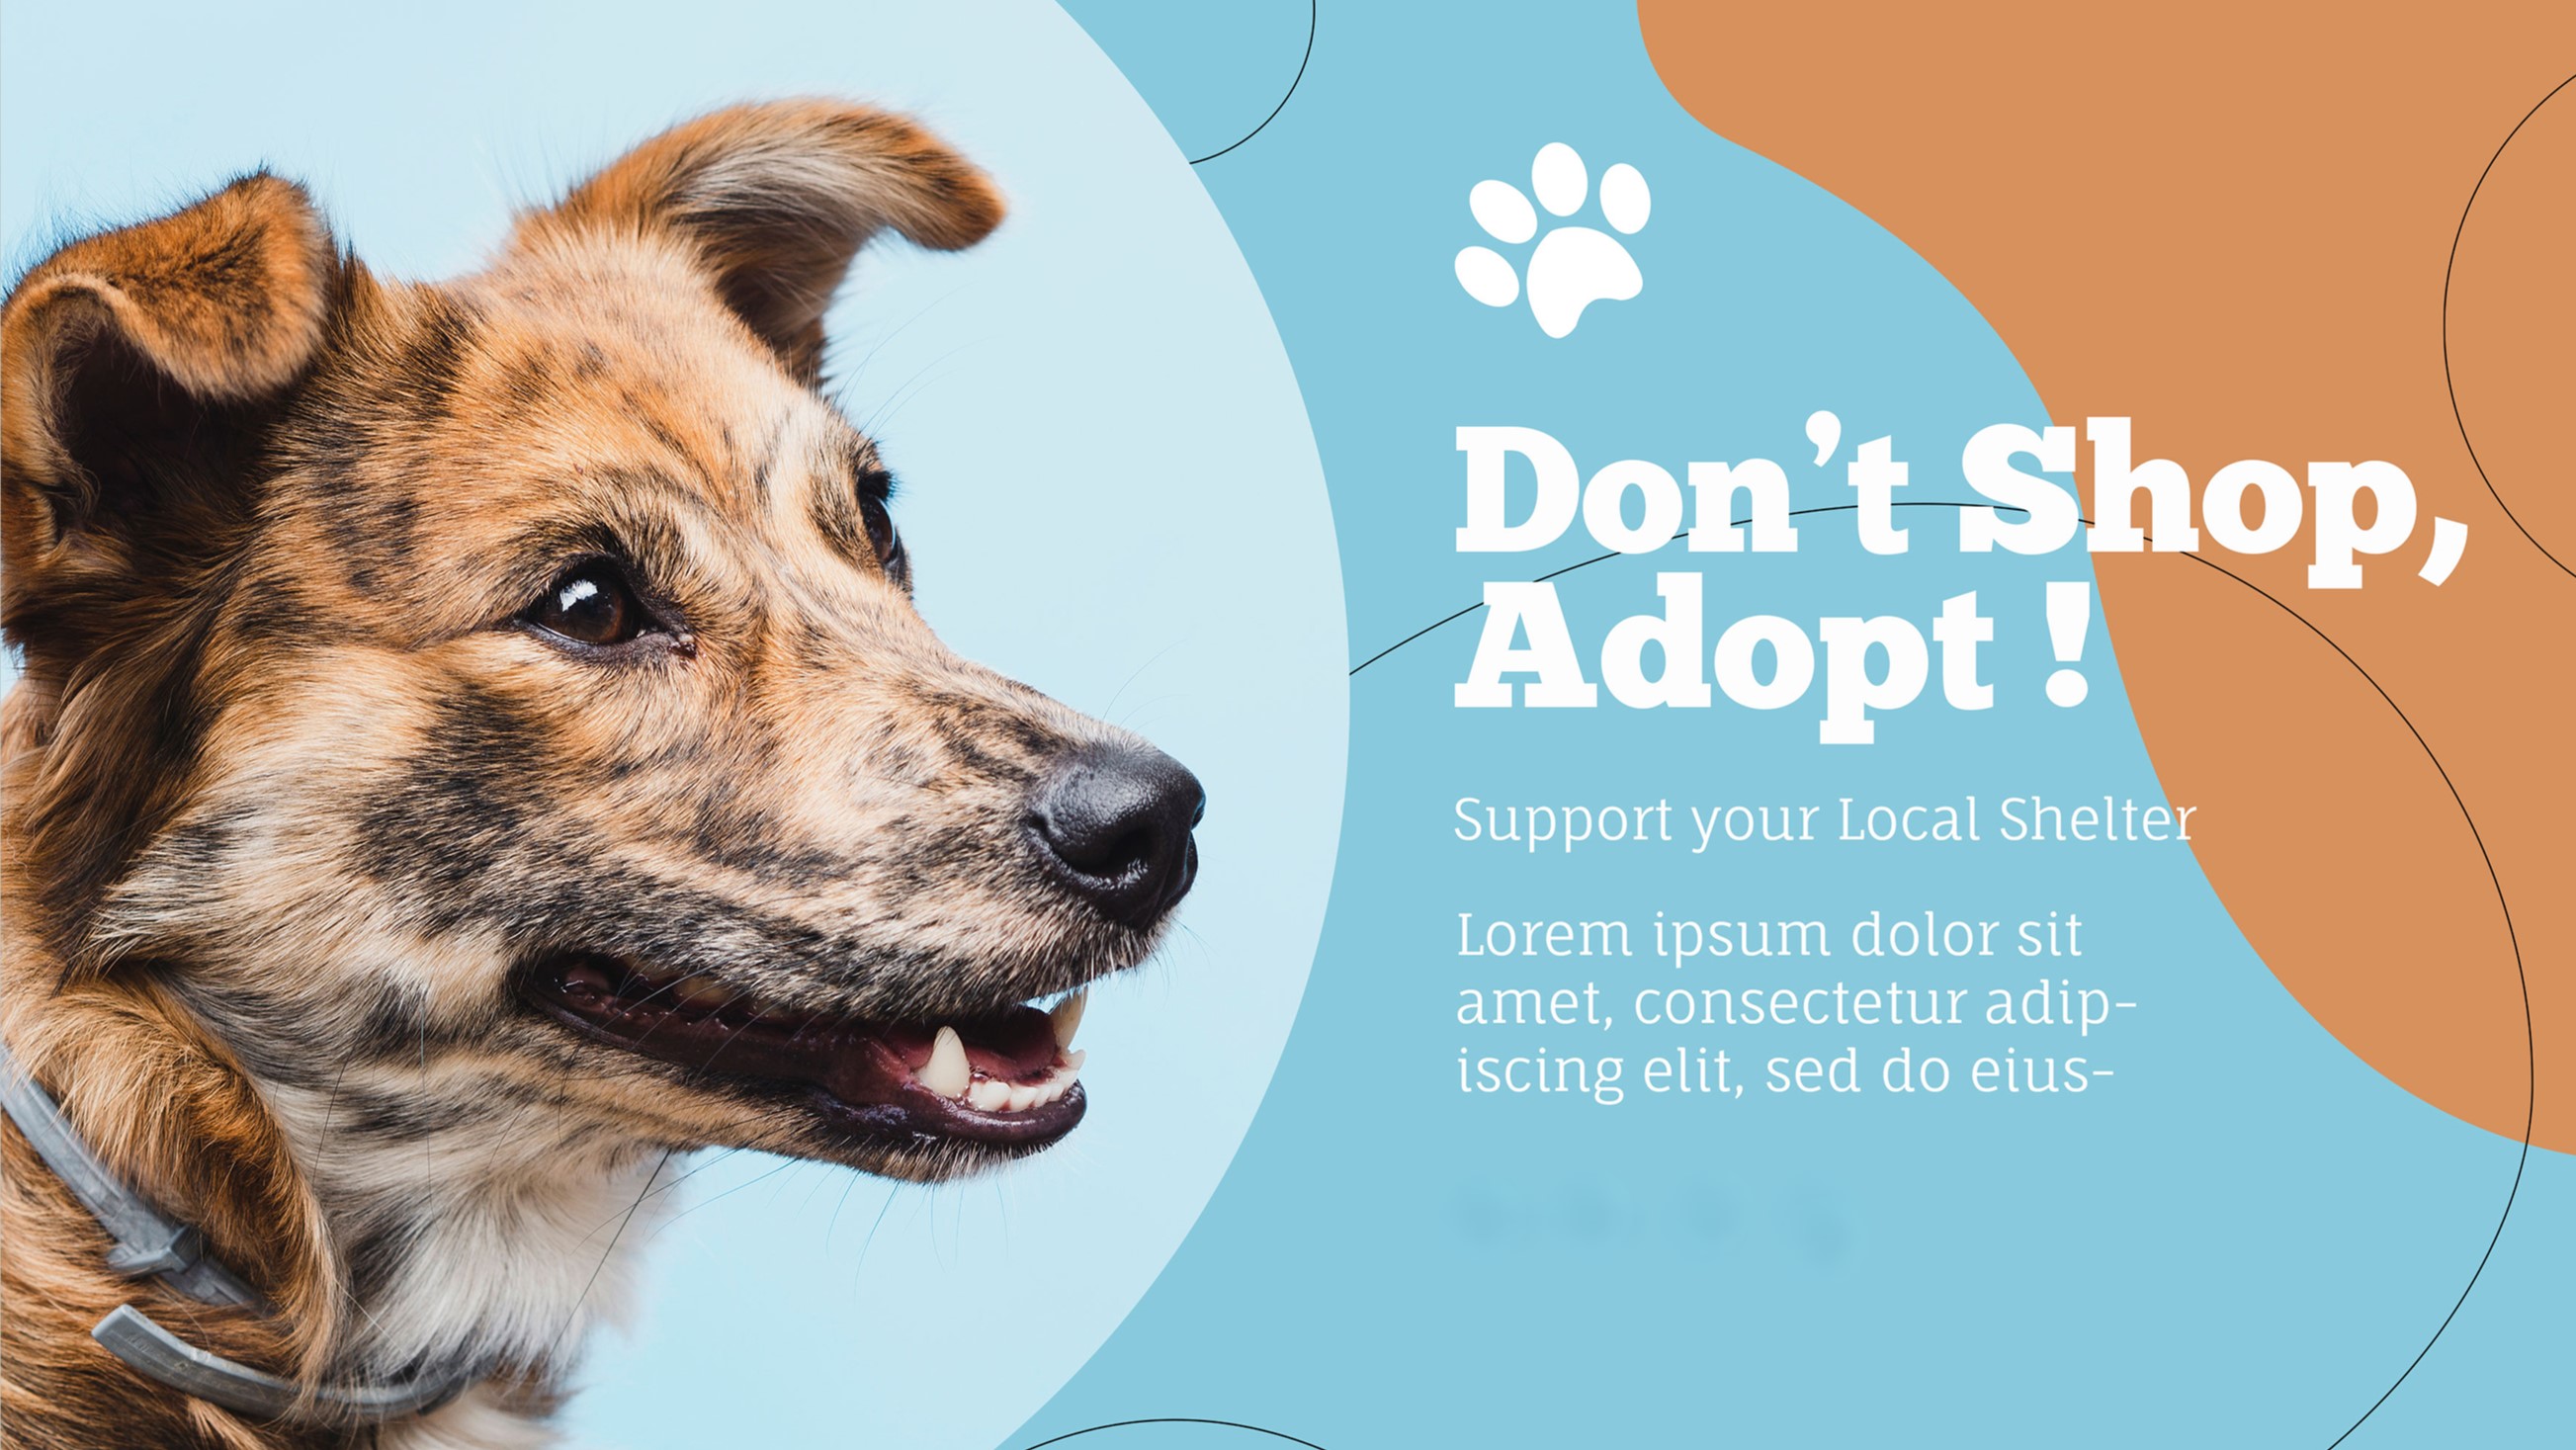 Don’t Shop,
Adopt !
Support your Local Shelter
Lorem ipsum dolor sit
amet, consectetur adip-
iscing elit, sed do eius-